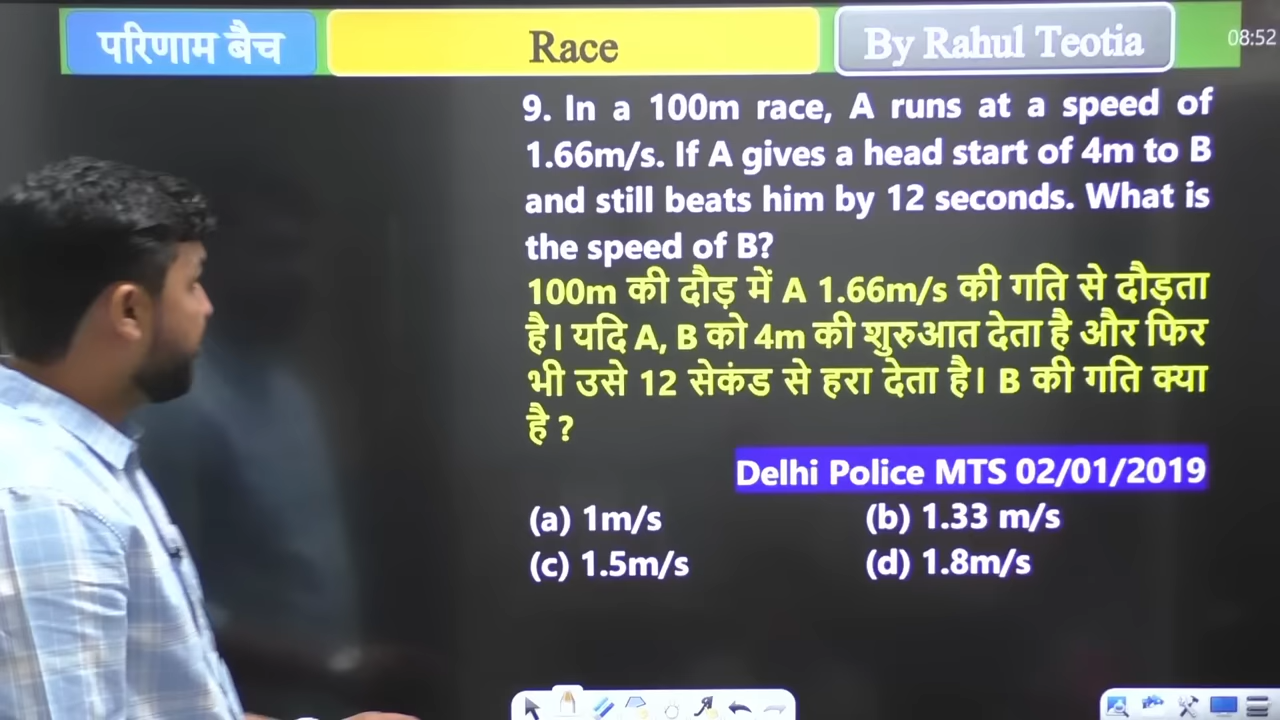 परिणाम बैच
Race
By Rahul Teotia
08:52
9. In a 100m race, A runs at a speed of
1.66m/s. If A gives a head start of 4m to B
and still beats him by 12 seconds. What is
the speed of B?
100m की दौड़ में A 1.66m/s की गति से दौड़ता
है। यदि A, B को 4m की शुरुआत देता है और फिर
भी उसे 12 सेकंड से हरा देता है। B की गति क्या
है ?
Delhi Police MTS 02/01/2019
(a) 1m/s (b) 1.33 m/s
(c) 1.5m/s (d) 1.8m/s